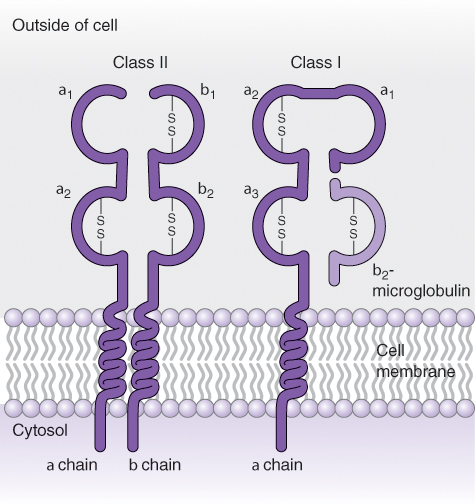 Outside of cell
Class II
Class I
a1
b1
a2
a1
S
S
S
S
a2
b2
a3
S
S
S
S
S
S
S
S
b2-
microglobulin
Cell
membrane
Cytosol
a chain
b chain
a chain